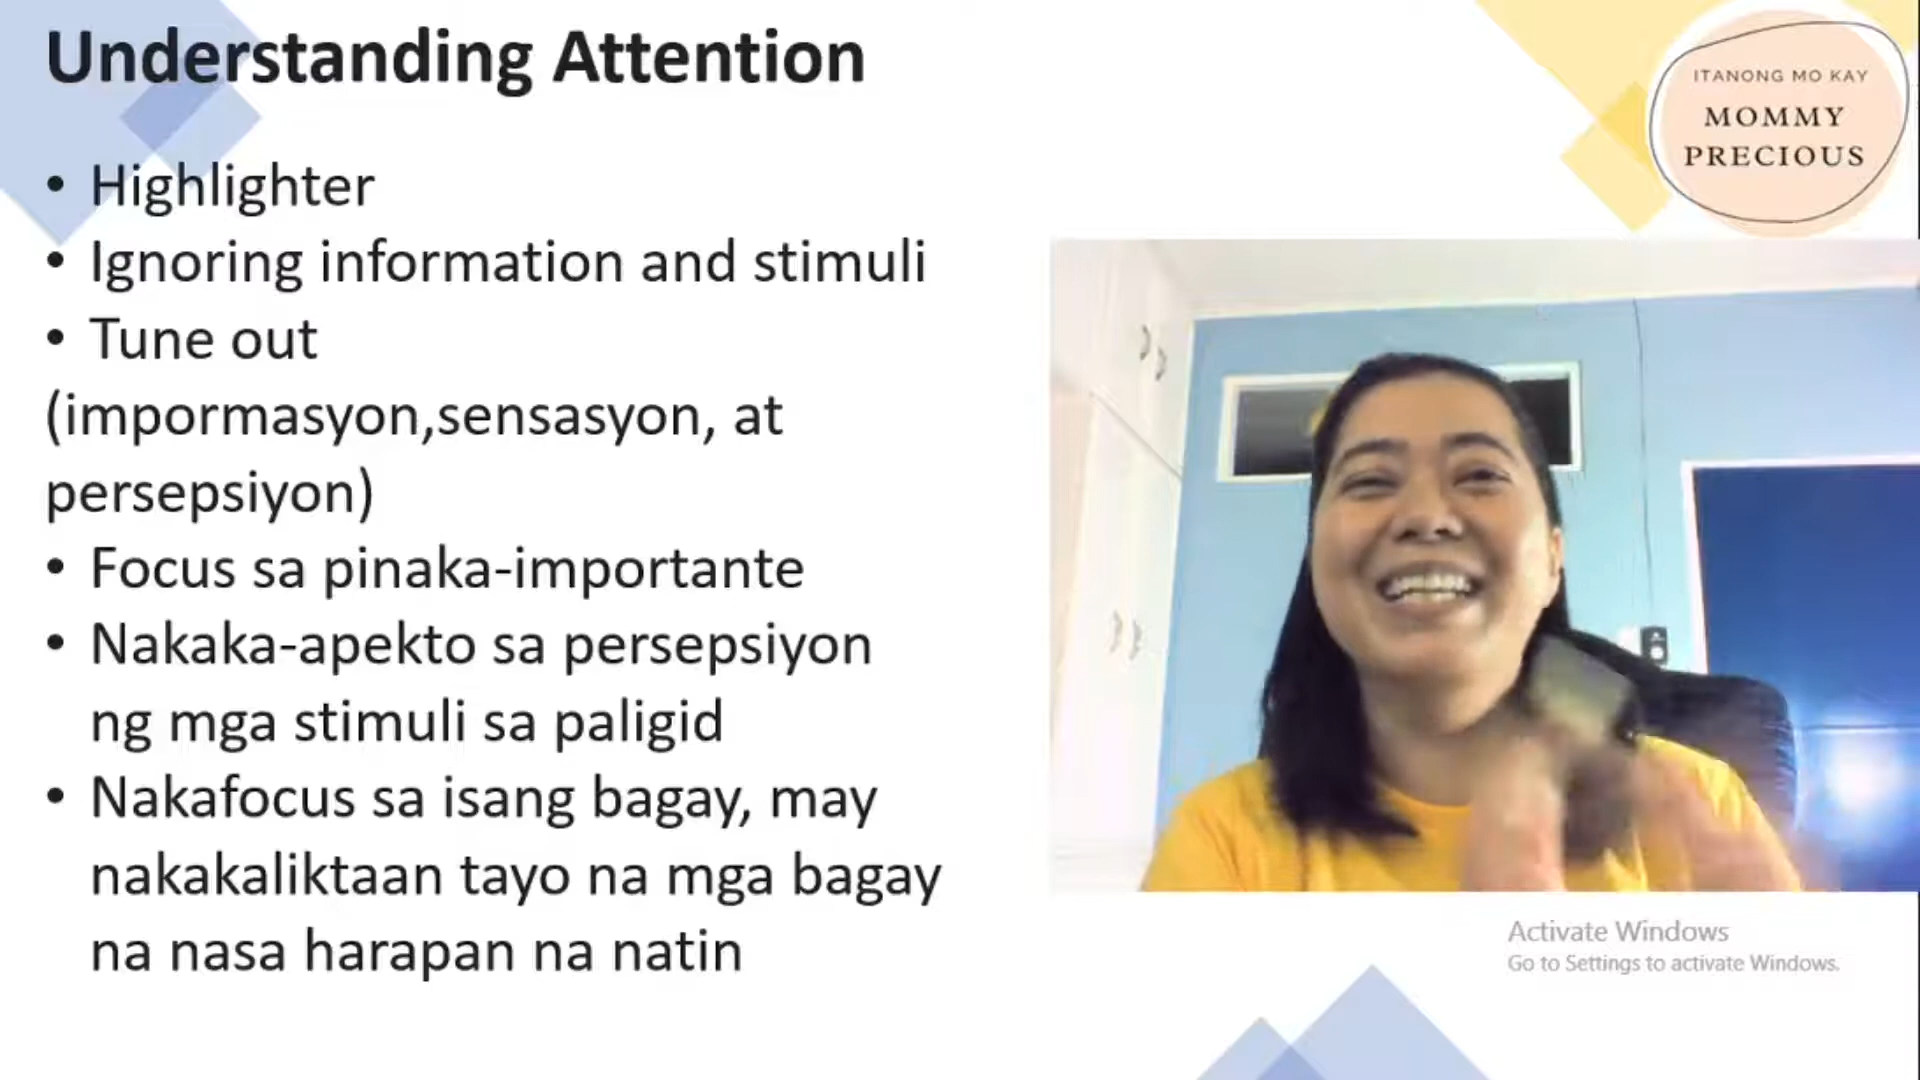 Understanding Attention
ITANONG MO KAY
MOMMY
PRECIOUS
• Highlighter
• Ignoring information and stimuli
• Tune out
(impormasyon,sensasyon, at
persepsiyon)
• Focus sa pinaka-importante
• Nakaka-apekto sa persepsiyon
ng mga stimuli sa paligid
• Nakafocus sa isang bagay, may
nakakaliktaan tayo na mga bagay
na nasa harapan na natin
Activate Windows
Go to Settings to activate Windows.